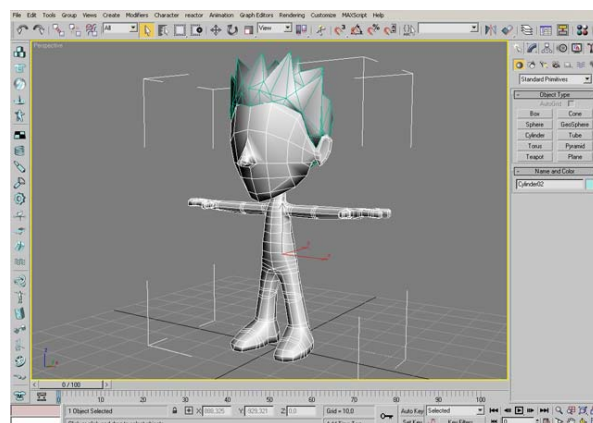 File Edit Tools Group Views Create Modifiers Character reactor Animation Graph Editors Rendering Customize MAXScript Help
All
View
Perspective
Standard Primitives
Object Type
AutoGrid
Box Cone
Sphere GeoSphere
Cylinder Tube
Torus Pyramid
Teapot Plane
Name and Color
Cylinder02
0 / 100
0 10 20 30 40 50 60 70 80 90 100
1 Object Selected
X Y Z 0,0
Grid = 10,0
Auto Key Selected
Set Key Key Filters